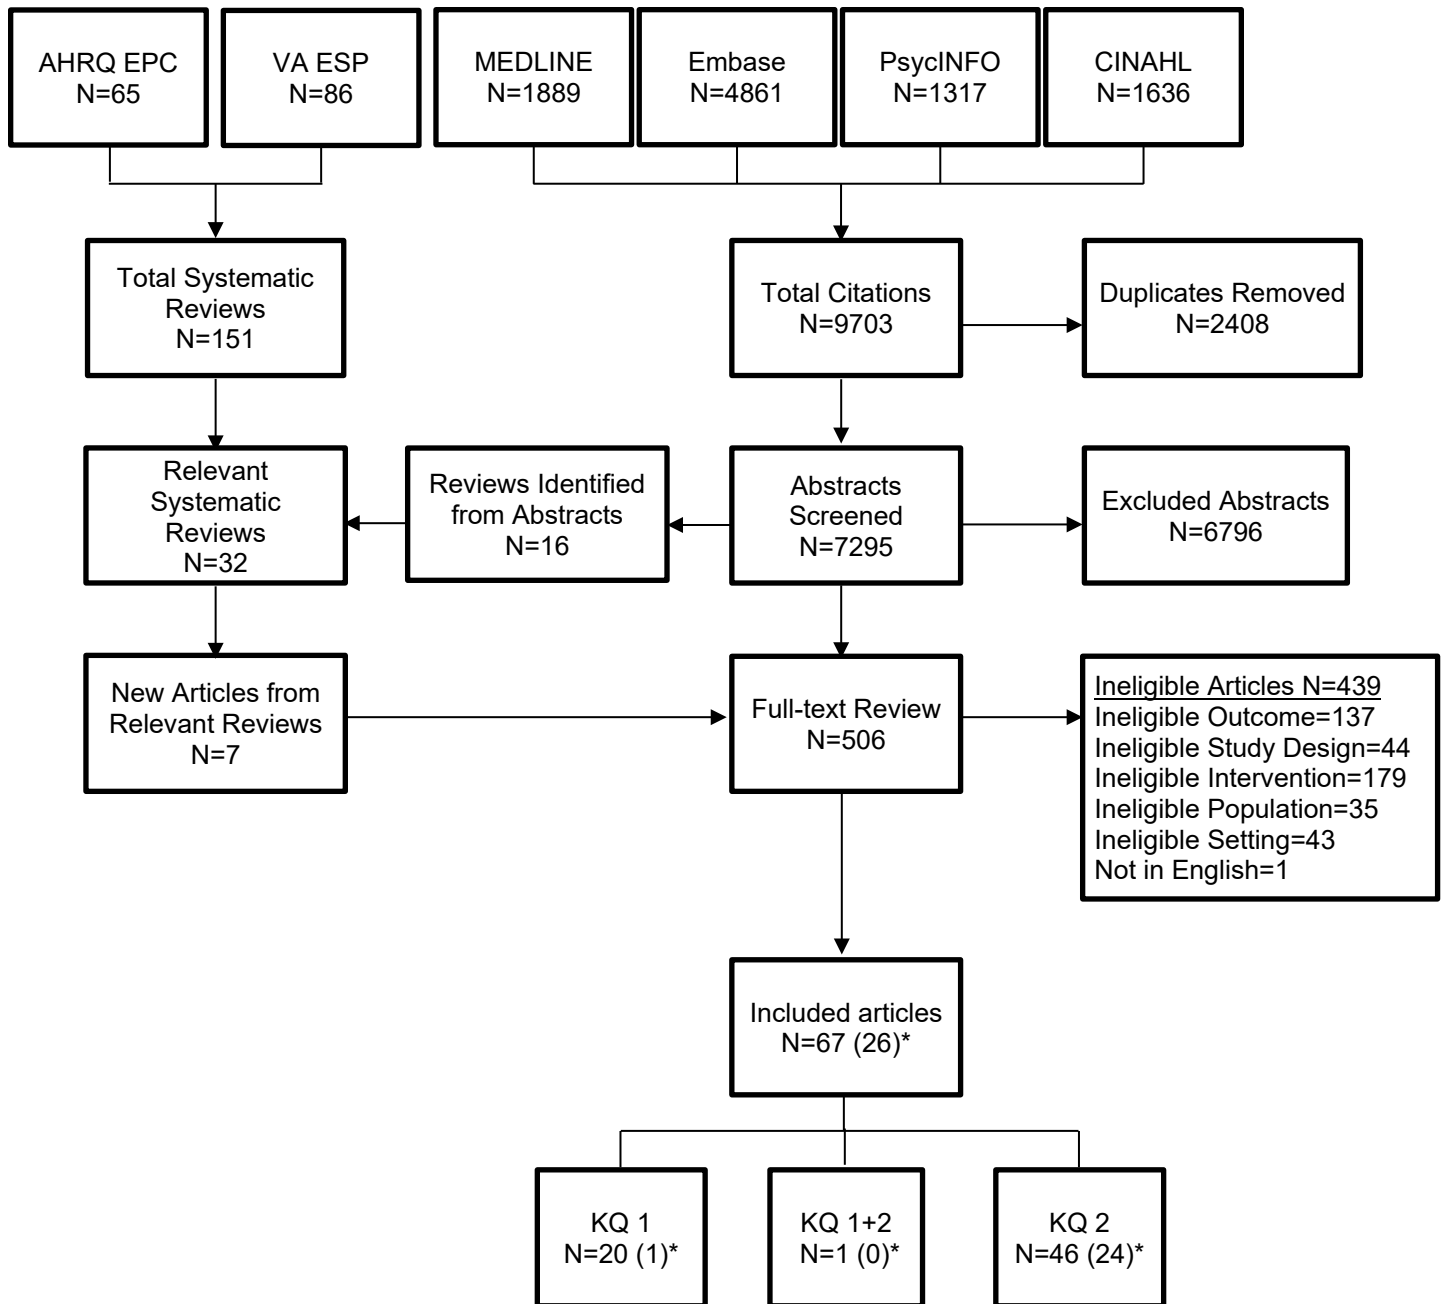 AHRQ EPC
N=65
VA ESP
N=86
MEDLINE
N=1889
Embase
N=4861
PsycINFO
N=1317
CINAHL
N=1636
Total Systematic
Reviews
N=151
Total Citations
N=9703
Duplicates Removed
N=2408
Relevant
Systematic
Reviews
N=32
Reviews Identified
from Abstracts
N=16
Abstracts
Screened
N=7295
Excluded Abstracts
N=6796
New Articles from
Relevant Reviews
N=7
Full-text Review
N=506
Ineligible Articles N=439
Ineligible Outcome=137
Ineligible Study Design=44
Ineligible Intervention=179
Ineligible Population=35
Ineligible Setting=43
Not in English=1
Included articles
N=67 (26)*
KQ 1
N=20 (1)*
KQ 1+2
N=1 (0)*
KQ 2
N=46 (24)*